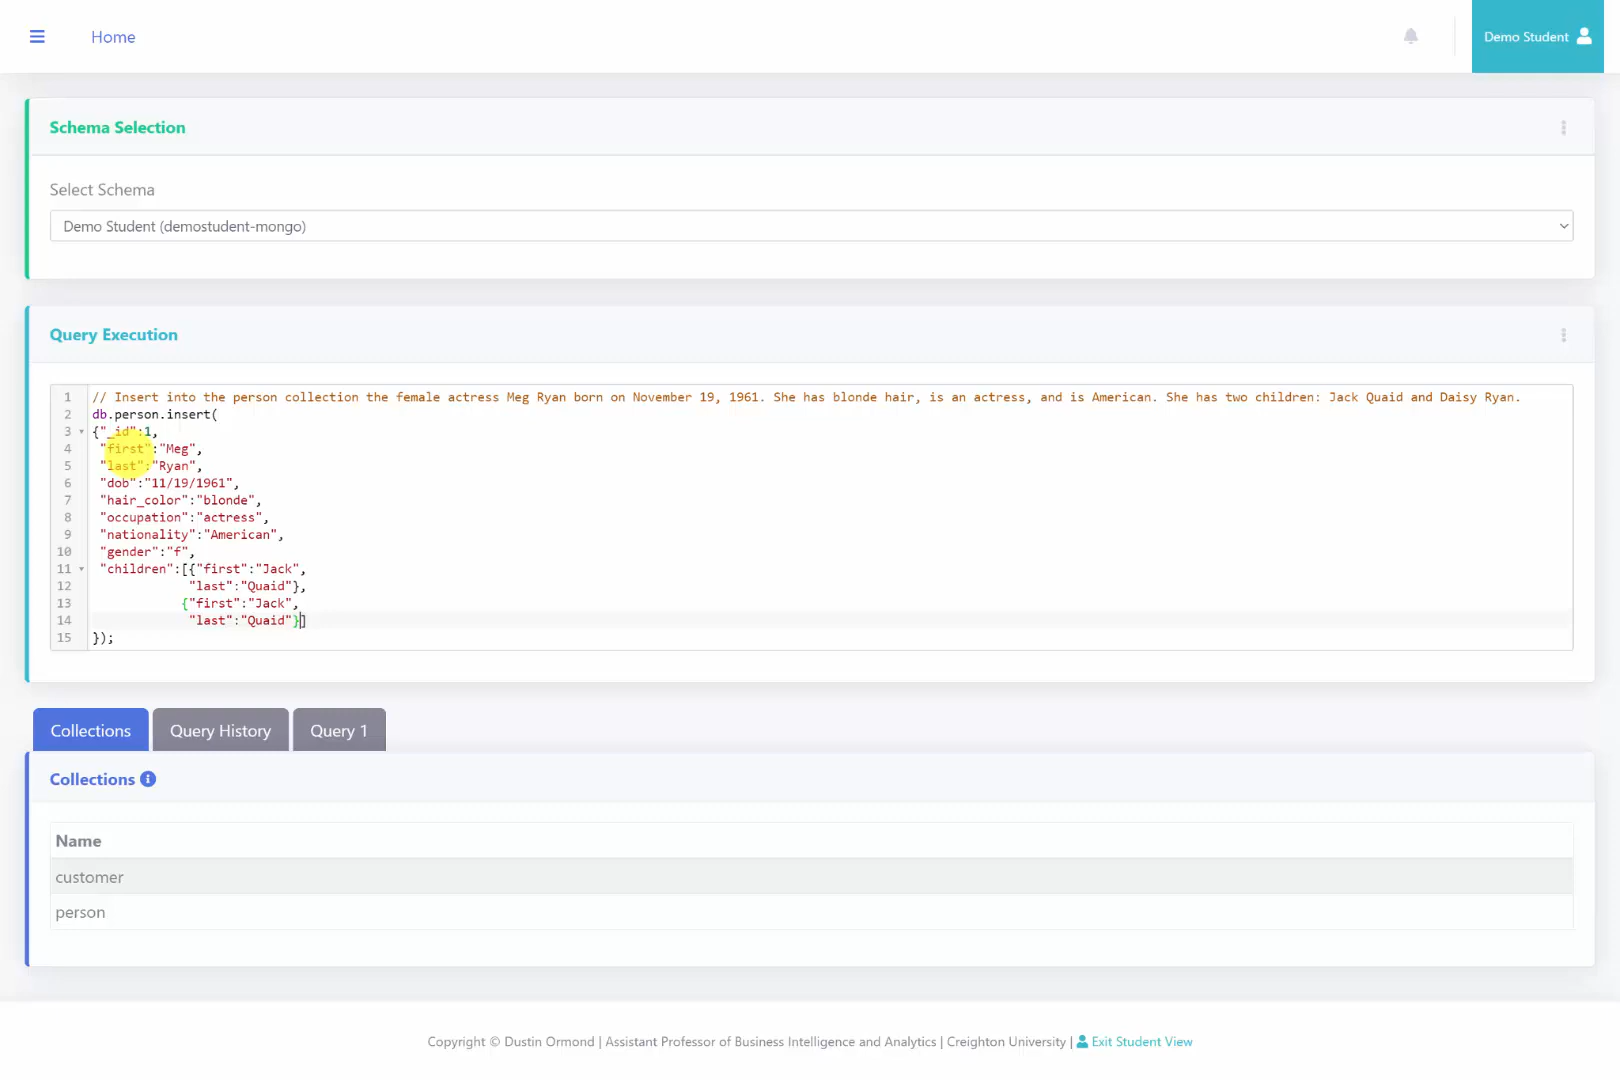 Home
Demo Student
Schema Selection
Select Schema
Demo Student (demostudent-mongo)
Query Execution
1 // Insert into the person collection the female actress Meg Ryan born on November 19, 1961. She has blonde hair, is an actress, and is American. She has two children: Jack Quaid and Daisy Ryan.
2 db.person.insert(
3 {"_id":1,
4 "first":"Meg",
5 "last":"Ryan",
6 "dob":"11/19/1961",
7 "hair_color":"blonde",
8 "occupation":"actress",
9 "nationality":"American",
10 "gender":"f",
11 "children":[{"first":"Jack",
12 "last":"Quaid"},
13 {"first":"Jack",
14 "last":"Quaid"}]
15 });
Collections Query History Query 1
Collections
Name
customer
person
Copyright © Dustin Ormond | Assistant Professor of Business Intelligence and Analytics | Creighton University | Exit Student View